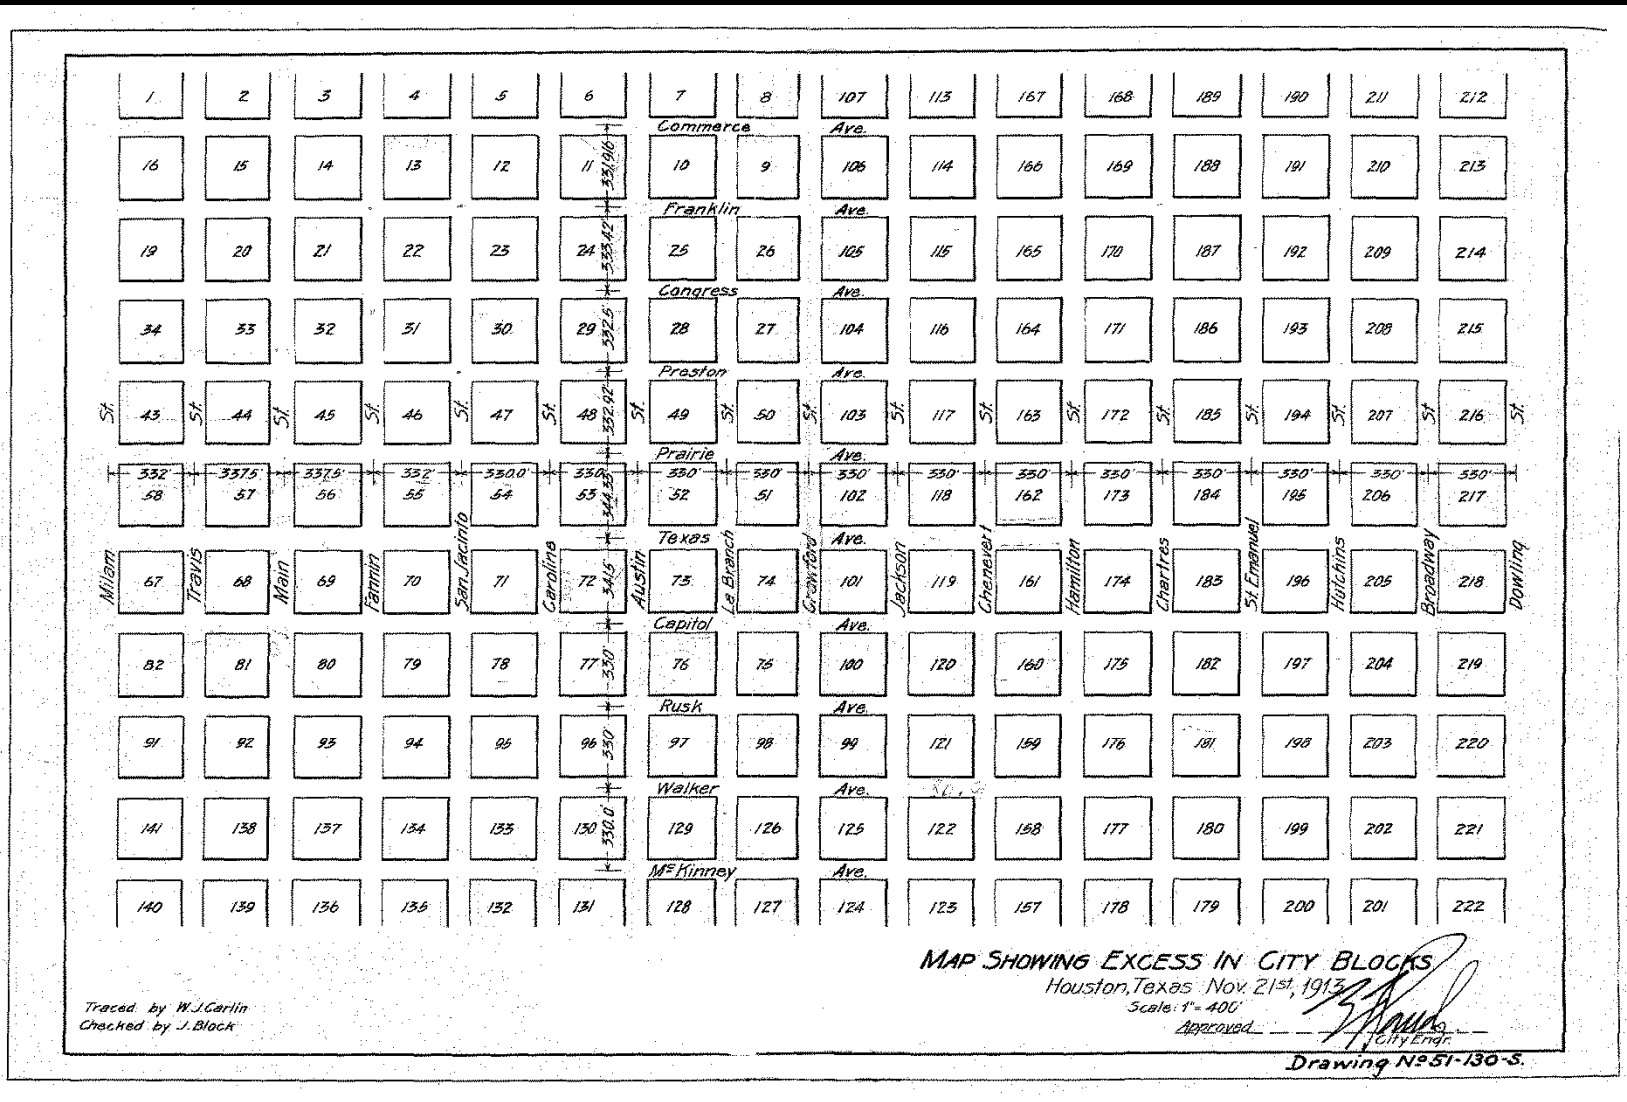 1 2 3 4 5 6 7 8 107 113 167 168 189 190 211 212
Commerce Ave.
16 15 14 13 12 11 331.916' 10 9 106 114 166 169 188 191 210 213
Franklin Ave.
19 20 21 22 23 24 333.42' 25 26 105 115 165 170 187 192 209 214
Congress Ave.
34 33 32 31 30 29 332.5' 28 27 104 116 164 171 186 193 208 215
Preston Ave.
St. 43 St. 44 St. 45 St. 46 St. 47 St. 48 332.92' St. 49 St. 50 St. 103 St. 117 St. 163 St. 172 St. 185 St. 194 St. 207 St 216 St.
Prairie Ave.
332' 337.5' 337.5' 332' 330.0' 330' 330' 330' 330' 330' 330' 330' 330' 330' 330' 330'
58 57 56 55 54 53 52 51 102 118 162 173 184 195 206 217
Texas Ave.
Milam 67 Travis 68 Main 69 Fannin 70 San Jacinto 71 Caroline 72 341.5' Austin 73 La Branch 74 Crawford 101 Jackson 119 Chenevert 161 Hamilton 174 Chartres 183 St. Emanuel 196 Hutchins 205 Broadway 218 Dowling
Capitol Ave.
82 81 80 79 78 77 330' 76 75 100 120 160 175 182 197 204 219
Rusk Ave.
91 92 93 94 95 96 330' 97 98 99 121 159 176 181 198 203 220
Walker Ave.
141 138 137 134 133 130 330.0' 129 126 125 122 158 177 180 199 202 221
McKinney Ave.
140 139 136 135 132 131 128 127 124 123 157 178 179 200 201 222
MAP SHOWING EXCESS IN CITY BLOCKS
Houston, Texas Nov. 21st, 1913
Scale: 1"= 400'
Approved
City Engr.
Traced by W.J.Carlin
Checked by J.Block
Drawing No 51-130-S.